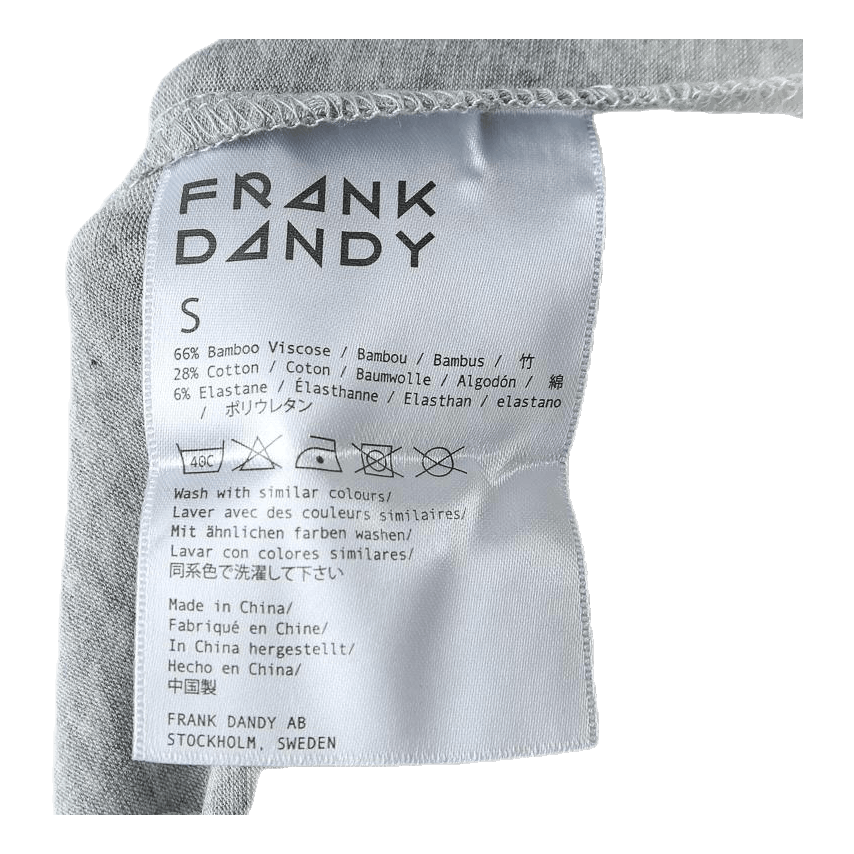 FRANK
DANDY
S
66% Bamboo Viscose / Bambou / Bambus / 竹
28% Cotton / Coton / Baumwolle / Algodón / 綿
6% Elastane / Élasthanne / Elasthan / elastano
/ ポリウレタン
40C
Wash with similar colours/
Laver avec des couleurs similaires/
Mit ähnlichen farben washen/
Lavar con colores similares/
同系色で洗濯して下さい
Made in China/
Fabriqué en Chine/
In China hergestellt/
Hecho en China/
中国製
FRANK DANDY AB
STOCKHOLM, SWEDEN